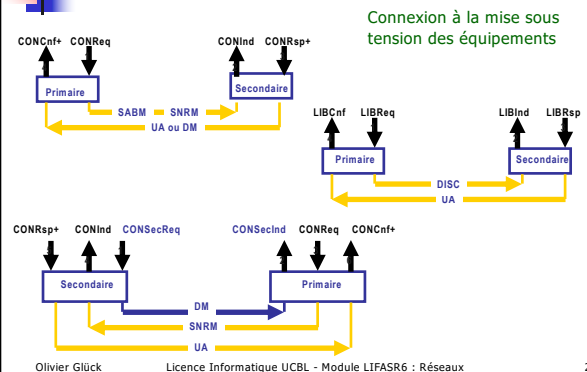 Connexion à la mise sous
tension des équipements
CONCnf+ CONReq CONInd CONRsp+
Primaire Secondaire
SABM SNRM
UA ou DM
LIBCnf LIBReq LIBInd LIBRsp
Primaire Secondaire
DISC
UA
CONRsp+ CONInd CONSecReq CONSecInd CONReq CONCnf+
Secondaire Primaire
DM
SNRM
UA
Olivier Glück Licence Informatique UCBL - Module LIFASR6 : Réseaux